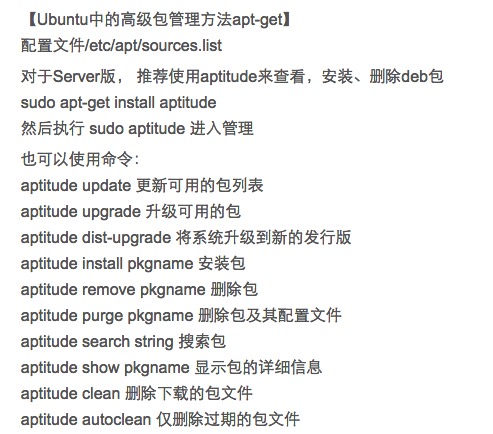 【Ubuntu中的高级包管理方法apt-get】
配置文件/etc/apt/sources.list
对于Server版， 推荐使用aptitude来查看，安装、删除deb包
sudo apt-get install aptitude
然后执行 sudo aptitude 进入管理
也可以使用命令：
aptitude update 更新可用的包列表
aptitude upgrade 升级可用的包
aptitude dist-upgrade 将系统升级到新的发行版
aptitude install pkgname 安装包
aptitude remove pkgname 删除包
aptitude purge pkgname 删除包及其配置文件
aptitude search string 搜索包
aptitude show pkgname 显示包的详细信息
aptitude clean 删除下载的包文件
aptitude autoclean 仅删除过期的包文件